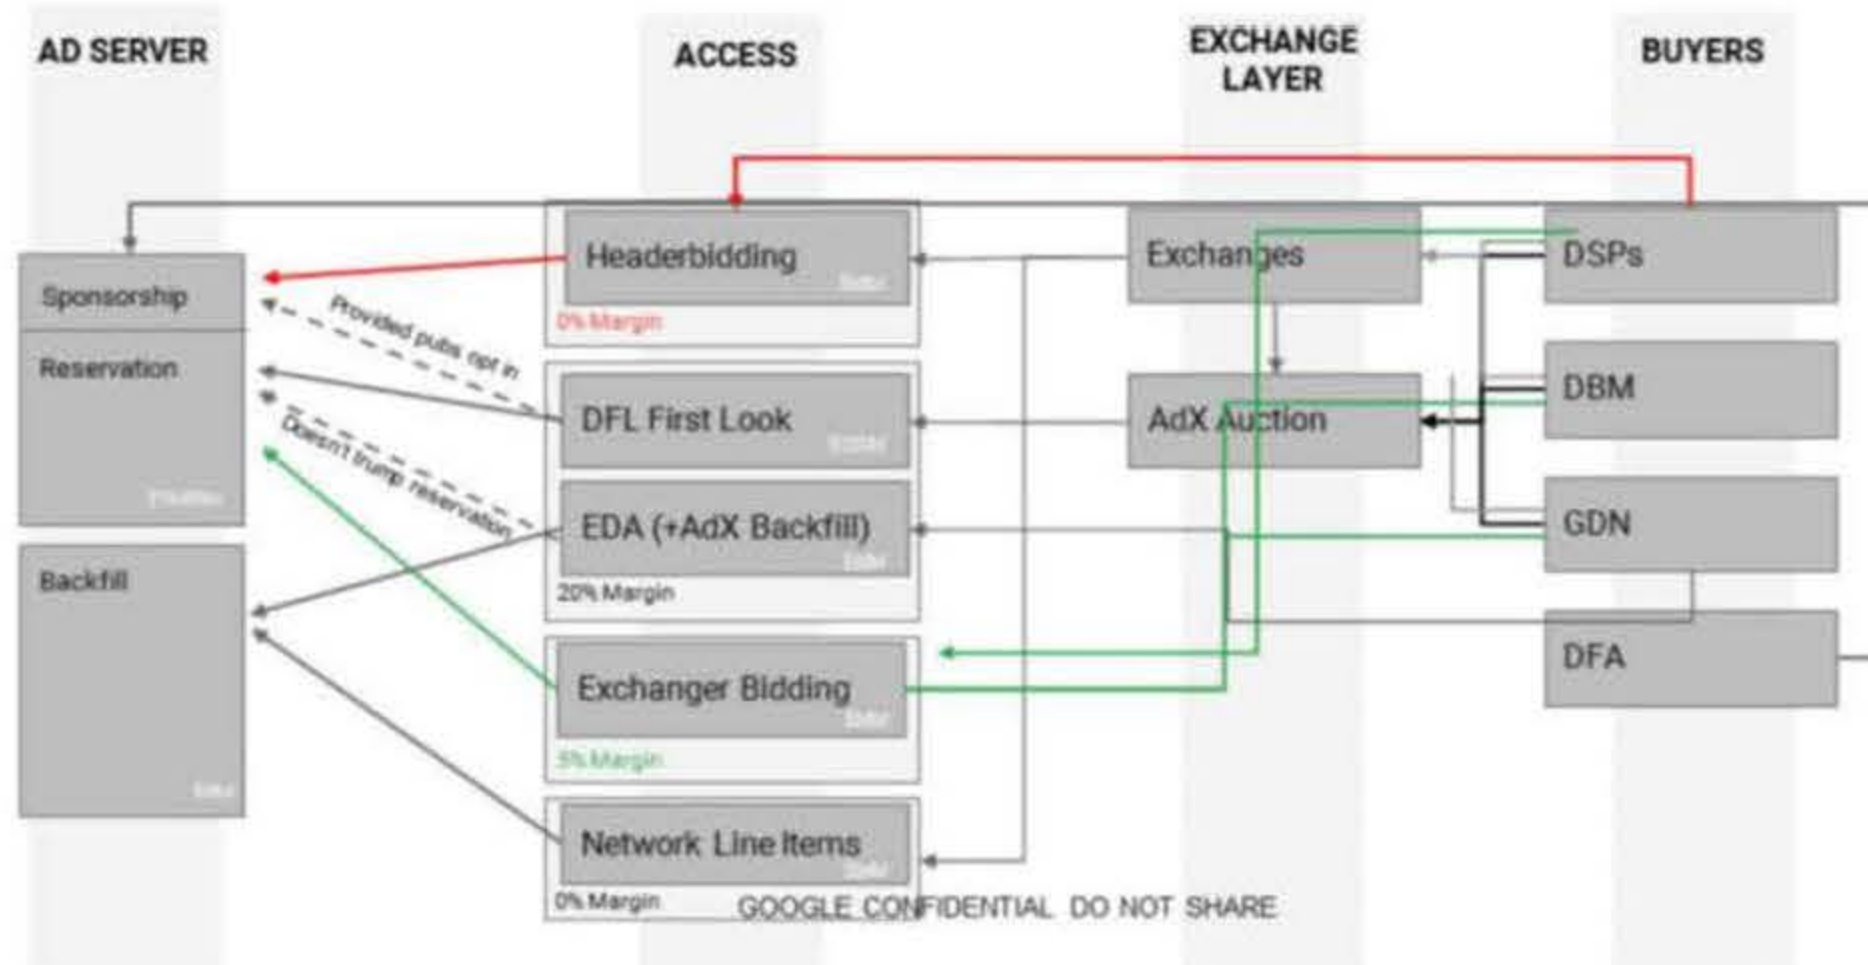 AD SERVER
ACCESS
EXCHANGE
LAYER
BUYERS
Sponsorship
Reservation
Backfill
Provided pubs opt in
Doesn't trump reservation
Headerbidding
0% Margin
DFL First Look
EDA (+AdX Backfill)
20% Margin
Exchanger Bidding
5% Margin
Network Line Items
0% Margin
Exchanges
AdX Auction
DSPs
DBM
GDN
DFA
GOOGLE CONFIDENTIAL DO NOT SHARE